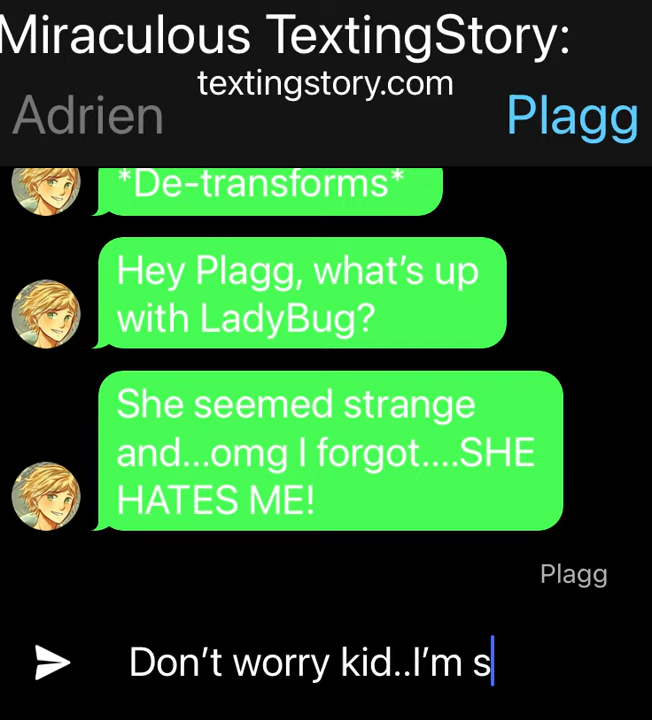 Miraculous TextingStory:
textingstory.com
Adrien
Plagg
*De-transforms*
Hey Plagg, what’s up
with LadyBug?
She seemed strange
and...omg I forgot....SHE
HATES ME!
Plagg
Don’t worry kid..I’m s